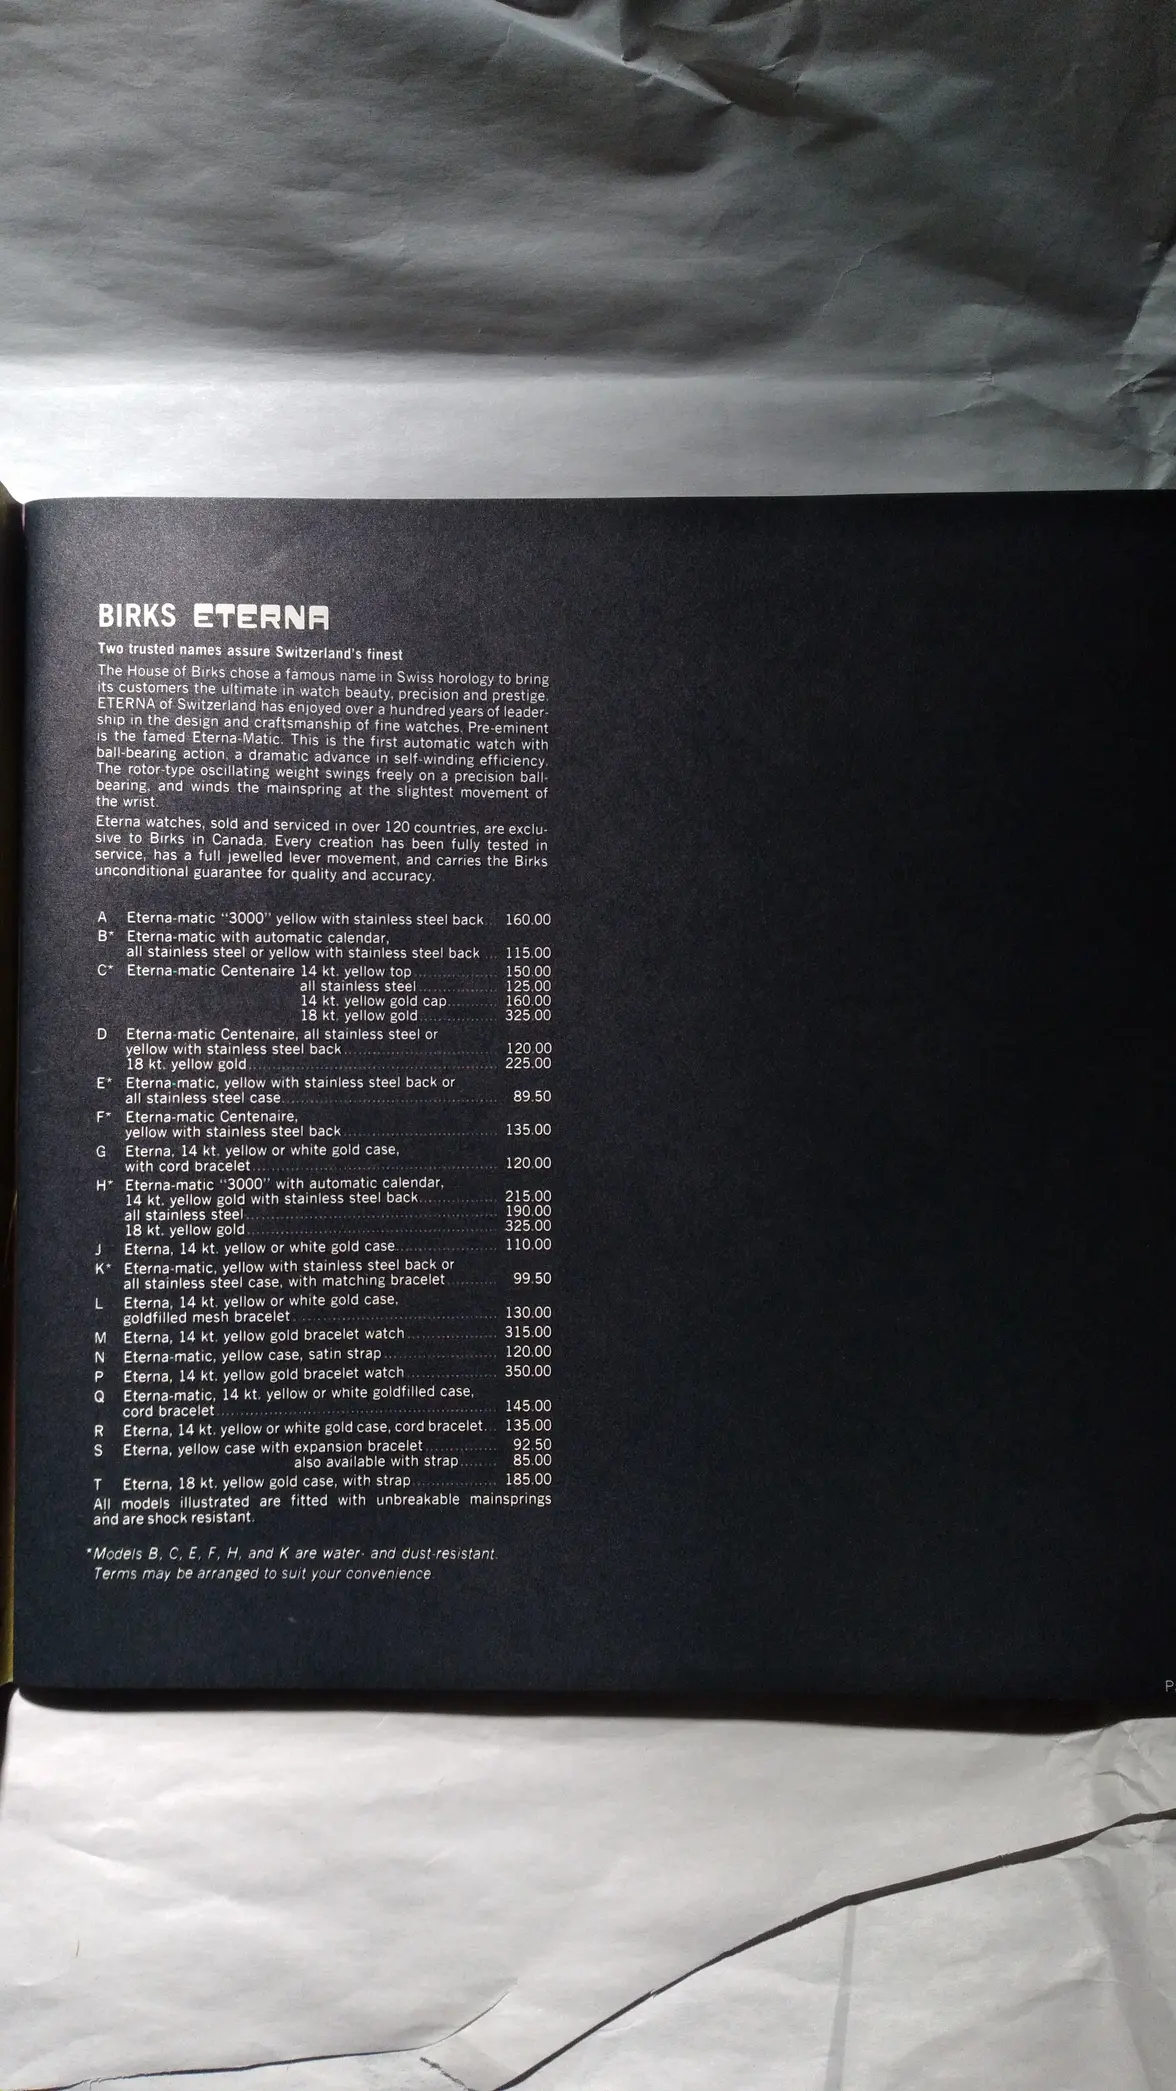 BIRKS ETERNA
Two trusted names assure Switzerland's finest
The House of Birks chose a famous name in Swiss horology to bring
its customers the ultimate in watch beauty, precision and prestige.
ETERNA of Switzerland has enjoyed over a hundred years of leader-
ship in the design and craftsmanship of fine watches. Pre-eminent
is the famed Eterna-Matic. This is the first automatic watch with
ball-bearing action, a dramatic advance in self-winding efficiency.
The rotor-type oscillating weight swings freely on a precision ball-
bearing, and winds the mainspring at the slightest movement of
the wrist.
Eterna watches, sold and serviced in over 120 countries, are exclu-
sive to Birks in Canada. Every creation has been fully tested in
service, has a full jewelled lever movement, and carries the Birks
unconditional guarantee for quality and accuracy.
A Eterna-matic "3000" yellow with stainless steel back... 160.00
B* Eterna-matic with automatic calendar,
all stainless steel or yellow with stainless steel back ... 115.00
C* Eterna-matic Centenaire 14 kt. yellow top................. 150.00
all stainless steel................. 125.00
14 kt. yellow gold cap........... 160.00
18 kt. yellow gold................. 325.00
D Eterna-matic Centenaire, all stainless steel or
yellow with stainless steel back................................ 120.00
18 kt. yellow gold..................................................... 225.00
E* Eterna-matic, yellow with stainless steel back or
all stainless steel case............................................. 89.50
F* Eterna-matic Centenaire,
yellow with stainless steel back................................ 135.00
G Eterna, 14 kt. yellow or white gold case,
with cord bracelet.................................................... 120.00
H* Eterna-matic "3000" with automatic calendar,
14 kt. yellow gold with stainless steel back................ 215.00
all stainless steel...................................................... 190.00
18 kt. yellow gold..................................................... 325.00
J Eterna, 14 kt. yellow or white gold case..................... 110.00
K* Eterna-matic, yellow with stainless steel back or
all stainless steel case, with matching bracelet........... 99.50
L Eterna, 14 kt. yellow or white gold case,
goldfilled mesh bracelet............................................ 130.00
M Eterna, 14 kt. yellow gold bracelet watch................... 315.00
N Eterna-matic, yellow case, satin strap........................ 120.00
P Eterna, 14 kt. yellow gold bracelet watch................... 350.00
Q Eterna-matic, 14 kt. yellow or white goldfilled case,
cord bracelet............................................................ 145.00
R Eterna, 14 kt. yellow or white gold case, cord bracelet... 135.00
S Eterna, yellow case with expansion bracelet............... 92.50
also available with strap........ 85.00
T Eterna, 18 kt. yellow gold case, with strap.................. 185.00
All models illustrated are fitted with unbreakable mainsprings
and are shock resistant.
*Models B, C, E, F, H, and K are water- and dust-resistant.
Terms may be arranged to suit your convenience.